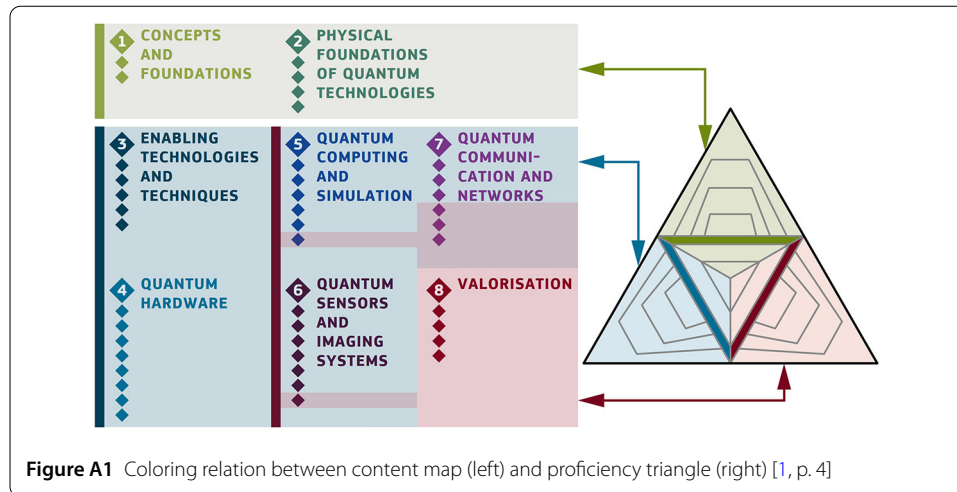 1 CONCEPTS
AND
FOUNDATIONS
2 PHYSICAL
FOUNDATIONS
OF QUANTUM
TECHNOLOGIES
3 ENABLING
TECHNOLOGIES
AND
TECHNIQUES
5 QUANTUM
COMPUTING
AND
SIMULATION
7 QUANTUM
COMMUNI-
CATION AND
NETWORKS
4 QUANTUM
HARDWARE
6 QUANTUM
SENSORS
AND
IMAGING
SYSTEMS
8 VALORISATION
Figure A1 Coloring relation between content map (left) and proficiency triangle (right) [1, p. 4]